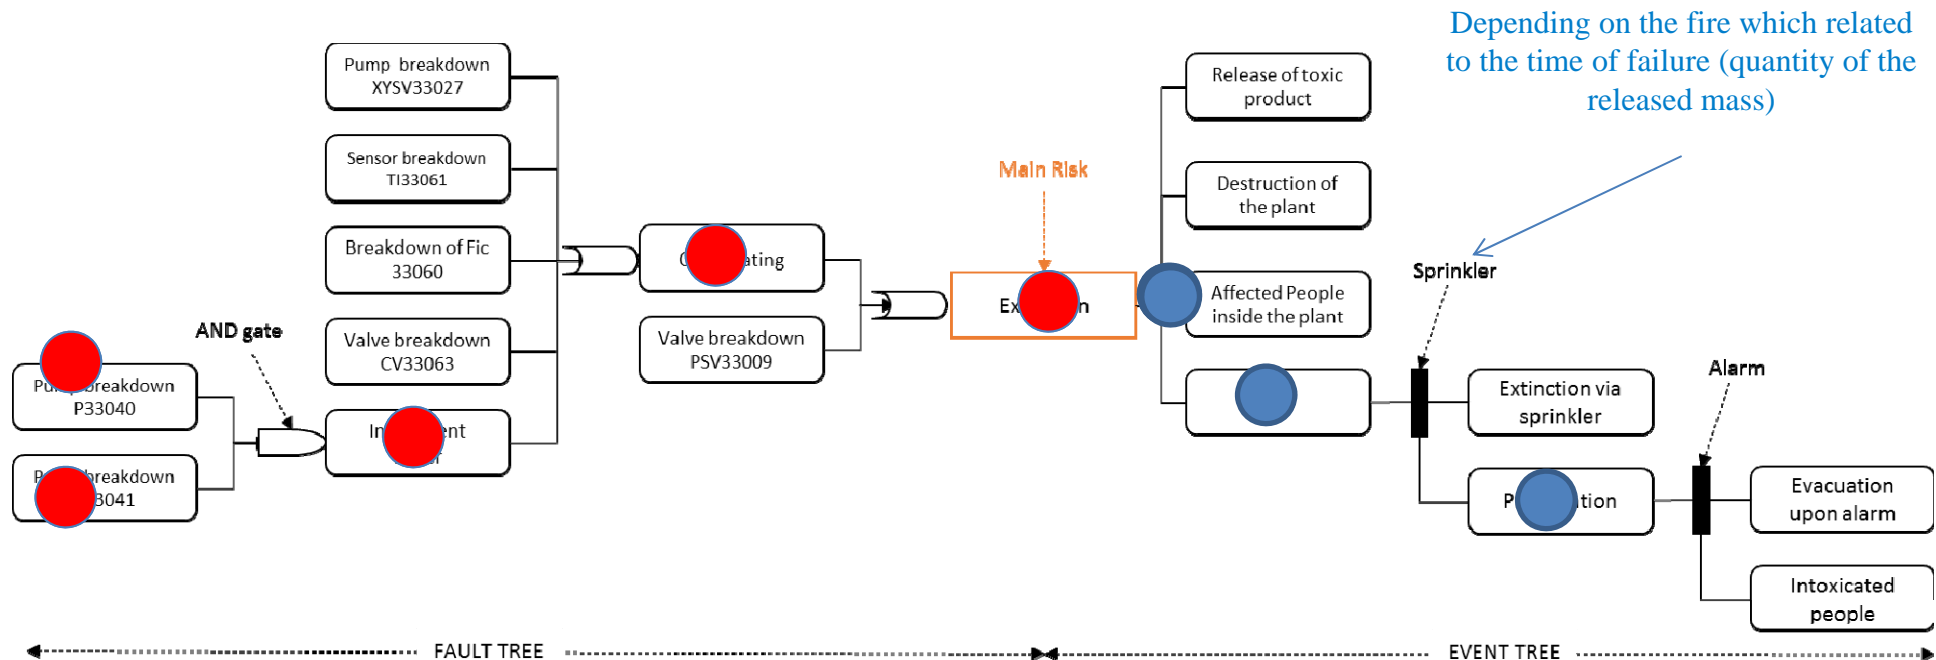 Depending on the fire which related
to the time of failure (quantity of the
released mass)
Pump breakdown
XYSV33027
Sensor breakdown
TI33061
Breakdown of Fic
33060
Valve breakdown
CV33063
AND gate
breakdown
P33040
breakdown
Valve breakdown
PSV33009
Main Risk
Release of toxic
product
Destruction of
the plant
Affected People
inside the plant
Sprinkler
Extinction via
sprinkler
Alarm
Evacuation
upon alarm
Intoxicated
people
FAULT TREE
EVENT TREE